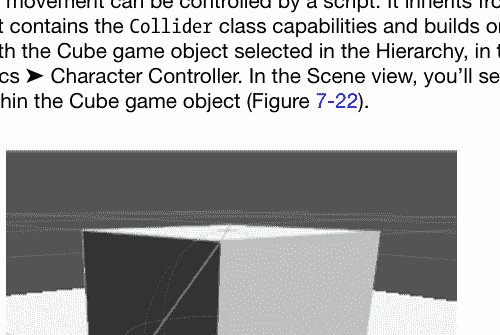 movement can be controlled by a script. It inherits
t contains the Collider class capabilities and builds
the Cube game object selected in the Hierarchy, in
cs ➤ Character Controller. In the Scene view, you’ll se
hin the Cube game object (Figure 7-22).